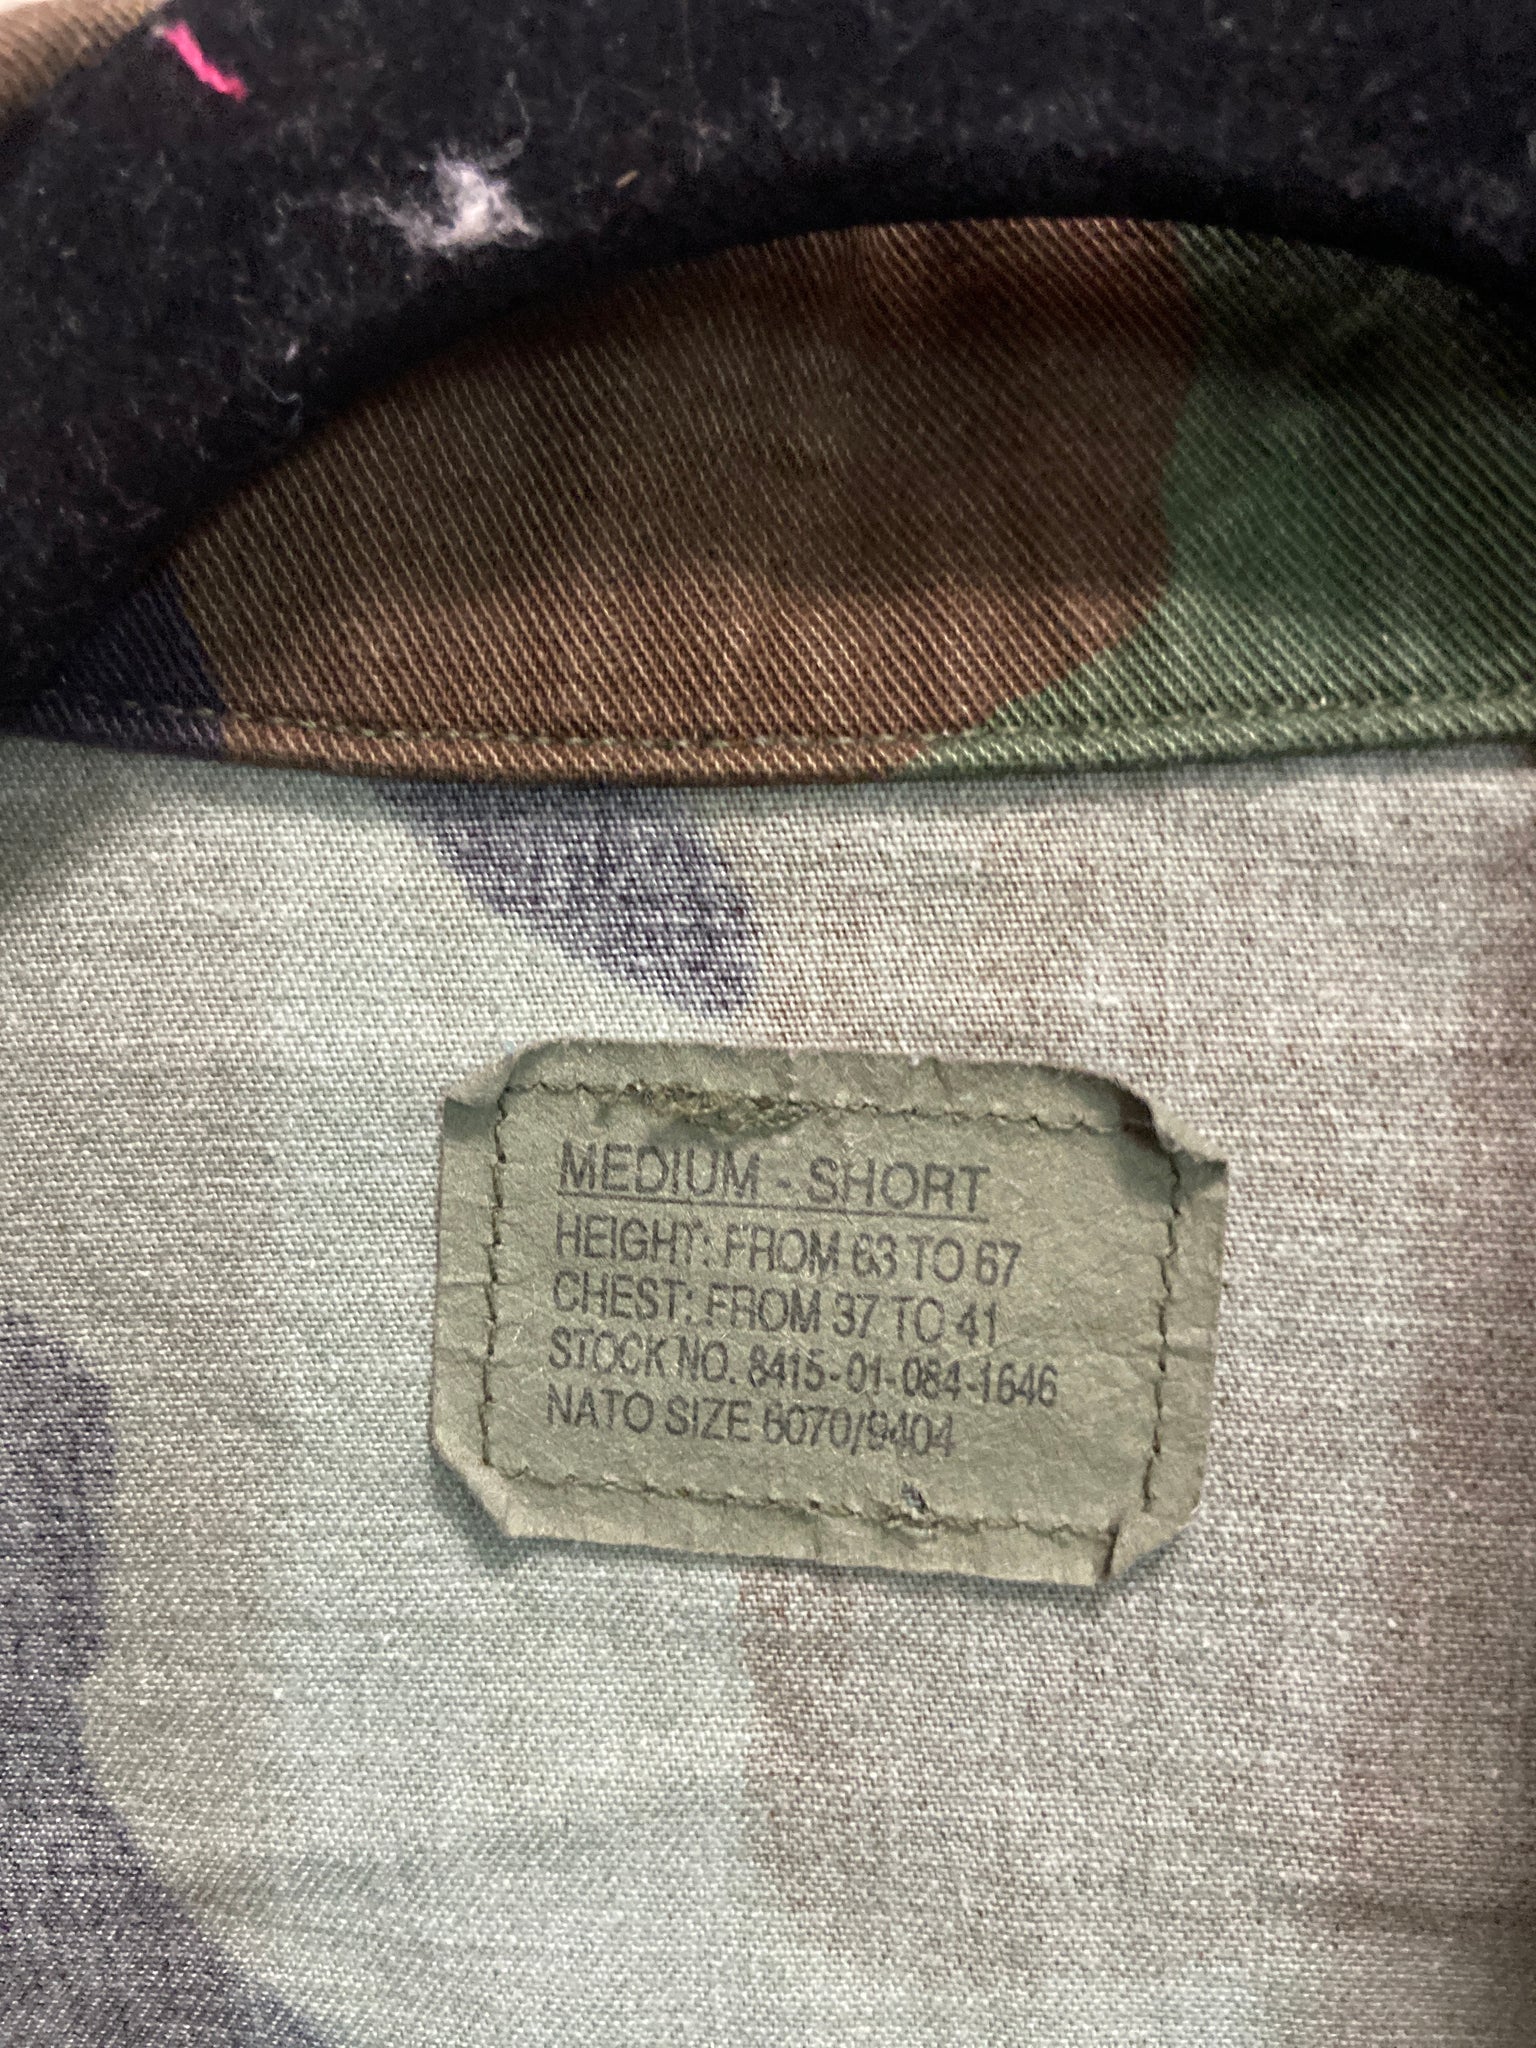 MEDIUM - SHORT
HEIGHT: FROM 63 TO 67
CHEST: FROM 37 TO 41
STOCK NO. 8415-01-084-1646
NATO SIZE 6070/9404